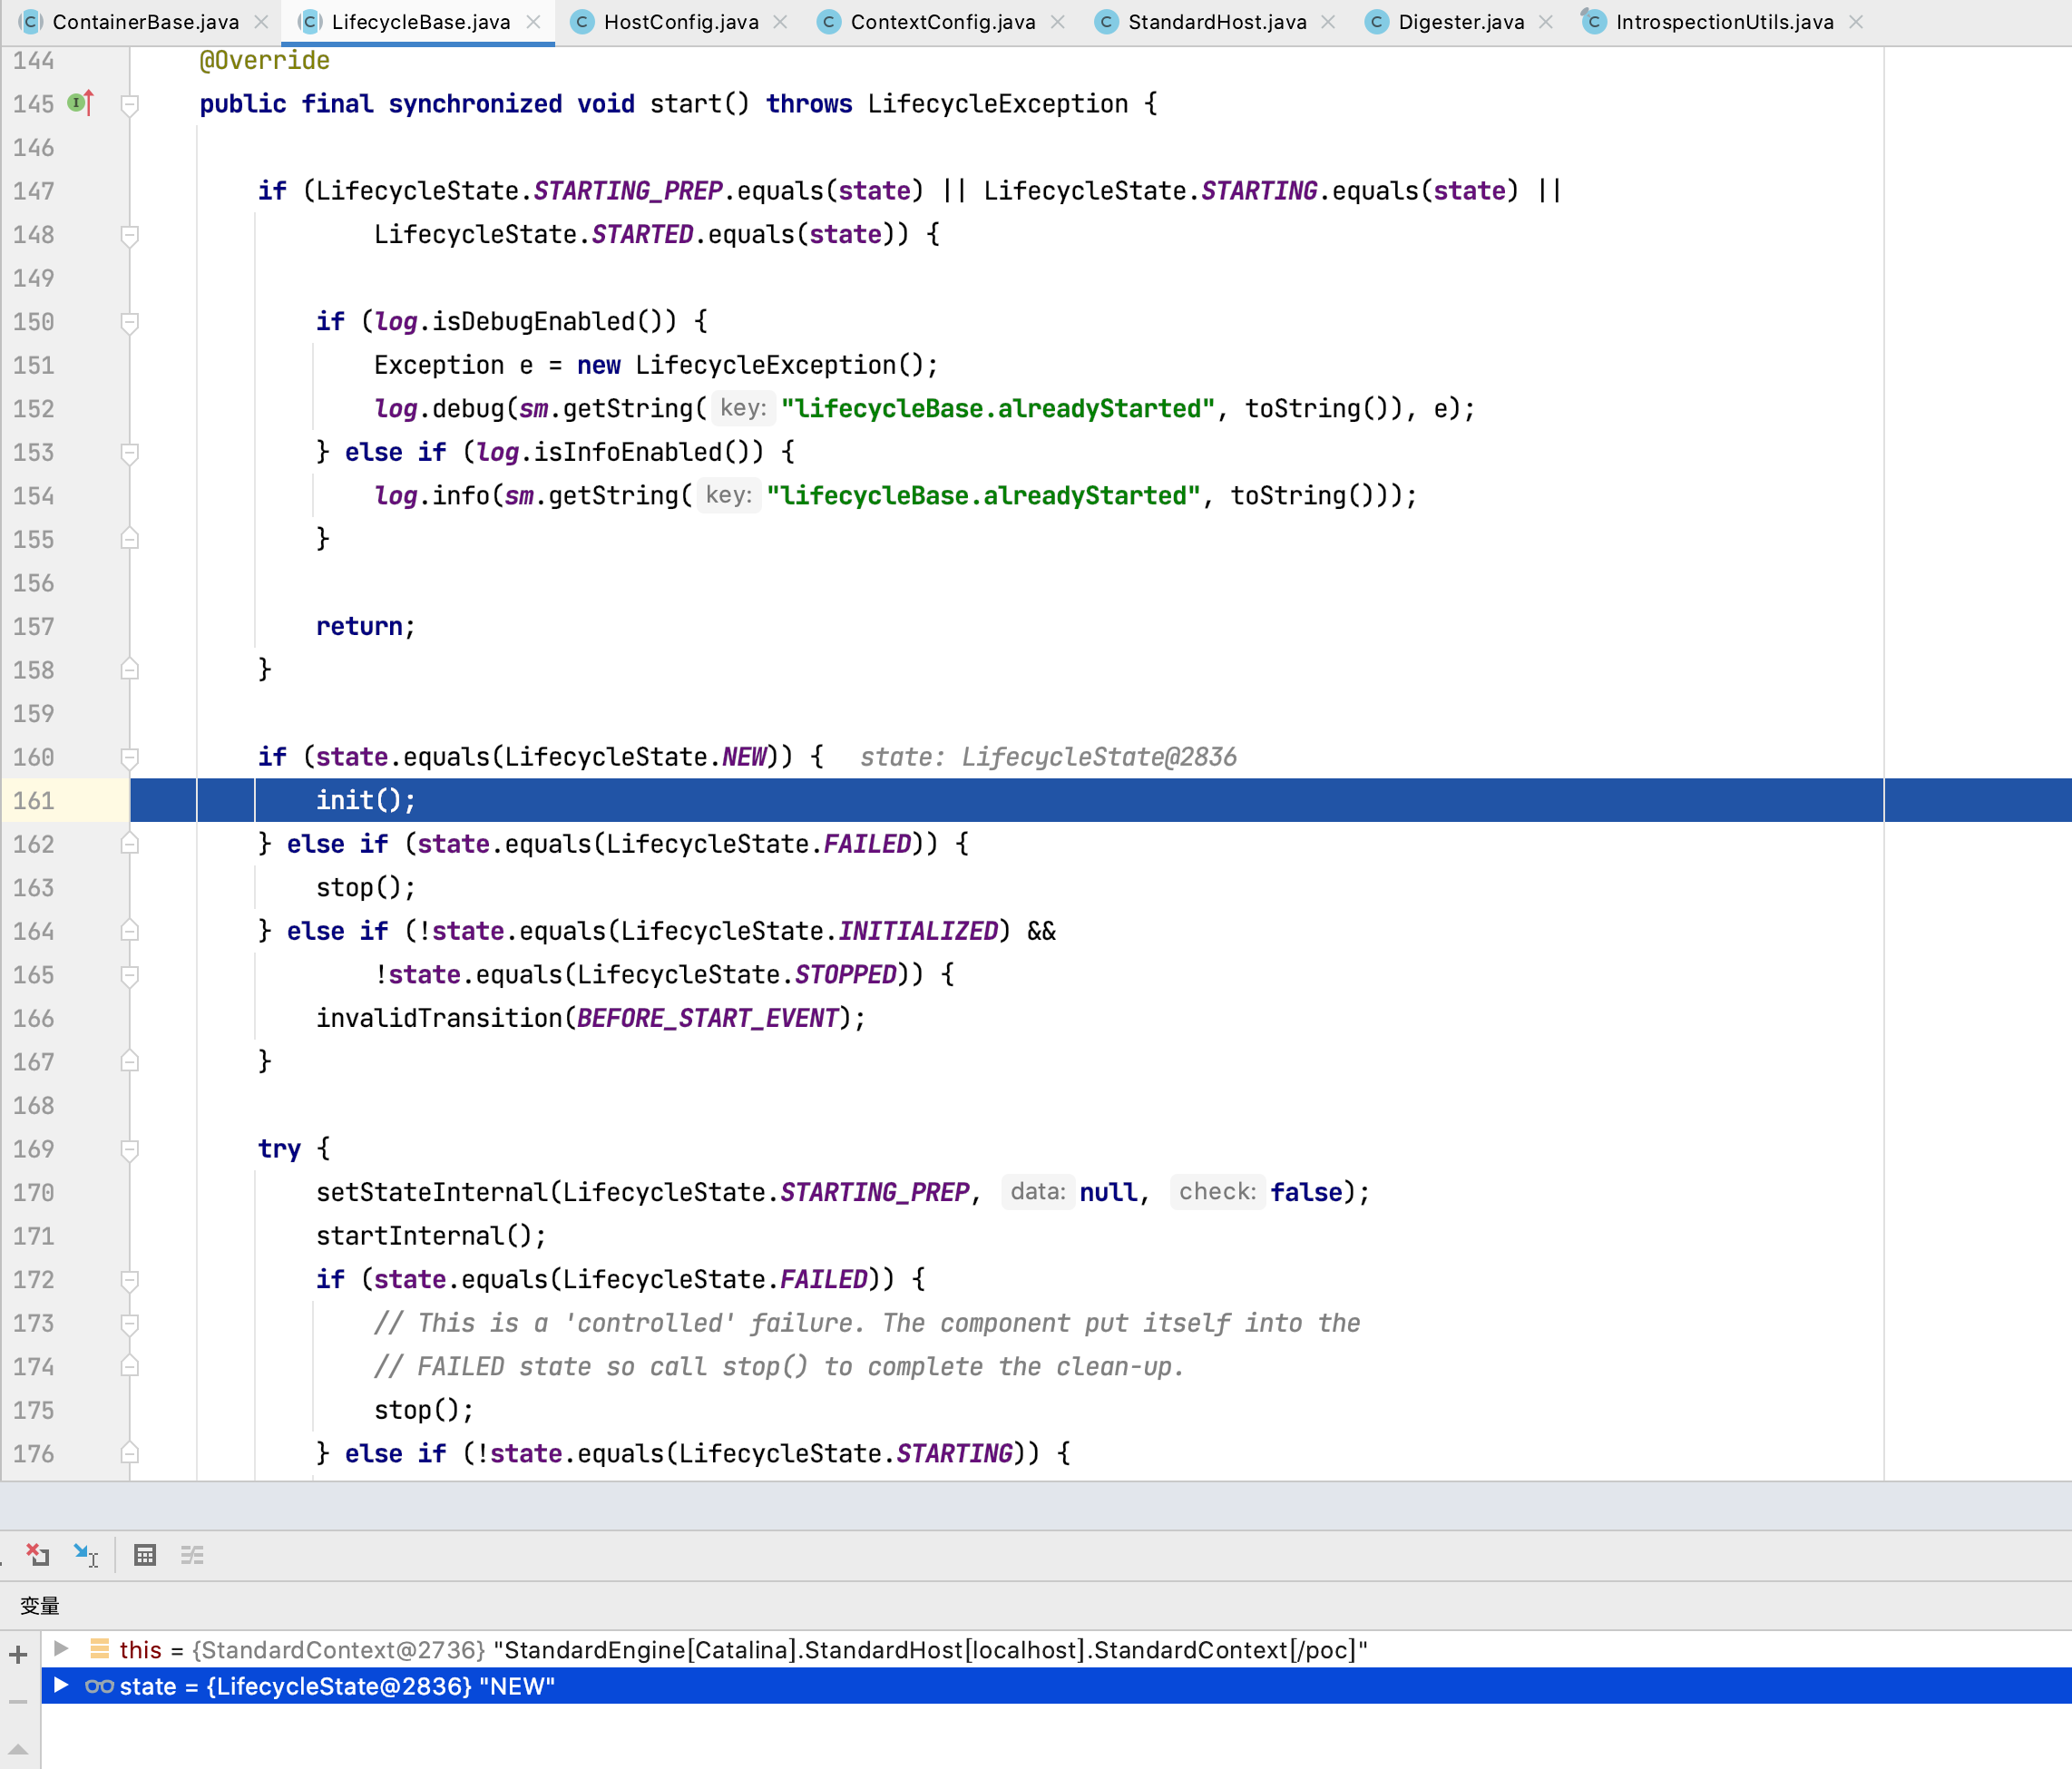 ContainerBase.java LifecycleBase.java HostConfig.java ContextConfig.java StandardHost.java Digester.java IntrospectionUtils.java
144 @Override
145 public final synchronized void start() throws LifecycleException {
146
147 if (LifecycleState.STARTING_PREP.equals(state) || LifecycleState.STARTING.equals(state) ||
148 LifecycleState.STARTED.equals(state)) {
149
150 if (log.isDebugEnabled()) {
151 Exception e = new LifecycleException();
152 log.debug(sm.getString( key: "lifecycleBase.alreadyStarted", toString()), e);
153 } else if (log.isInfoEnabled()) {
154 log.info(sm.getString( key: "lifecycleBase.alreadyStarted", toString()));
155 }
156
157 return;
158 }
159
160 if (state.equals(LifecycleState.NEW)) { state: LifecycleState@2836
161 init();
162 } else if (state.equals(LifecycleState.FAILED)) {
163 stop();
164 } else if (!state.equals(LifecycleState.INITIALIZED) &&
165 !state.equals(LifecycleState.STOPPED)) {
166 invalidTransition(BEFORE_START_EVENT);
167 }
168
169 try {
170 setStateInternal(LifecycleState.STARTING_PREP, data: null, check: false);
171 startInternal();
172 if (state.equals(LifecycleState.FAILED)) {
173 // This is a 'controlled' failure. The component put itself into the
174 // FAILED state so call stop() to complete the clean-up.
175 stop();
176 } else if (!state.equals(LifecycleState.STARTING)) {
变量
this = {StandardContext@2736} "StandardEngine[Catalina].StandardHost[localhost].StandardContext[/poc]"
state = {LifecycleState@2836} "NEW"